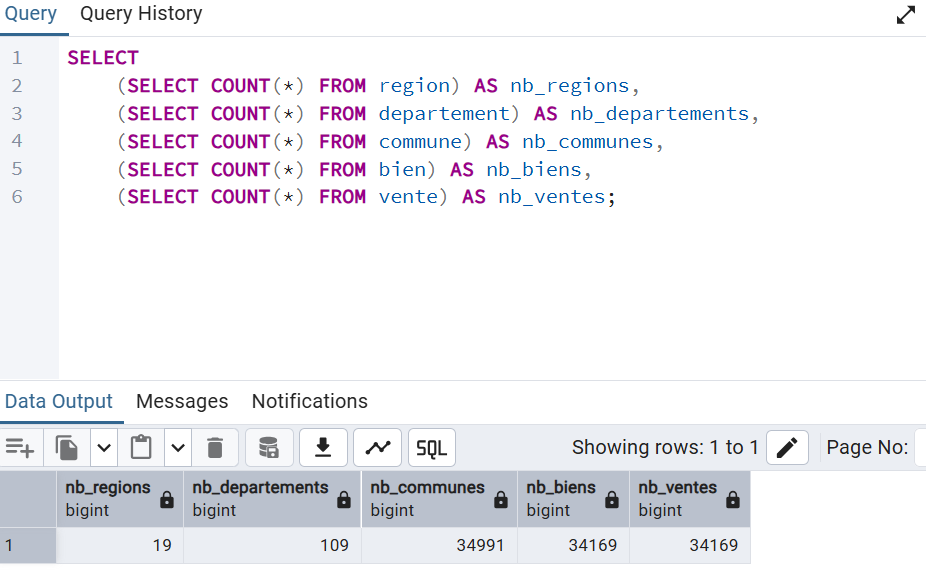 Query Query History
1 SELECT
2 (SELECT COUNT(*) FROM region) AS nb_regions,
3 (SELECT COUNT(*) FROM departement) AS nb_departements,
4 (SELECT COUNT(*) FROM commune) AS nb_communes,
5 (SELECT COUNT(*) FROM bien) AS nb_biens,
6 (SELECT COUNT(*) FROM vente) AS nb_ventes;
Data Output Messages Notifications
SQL Showing rows: 1 to 1 Page No:
nb_regions nb_departements nb_communes nb_biens nb_ventes
bigint bigint bigint bigint bigint
1 19 109 34991 34169 34169